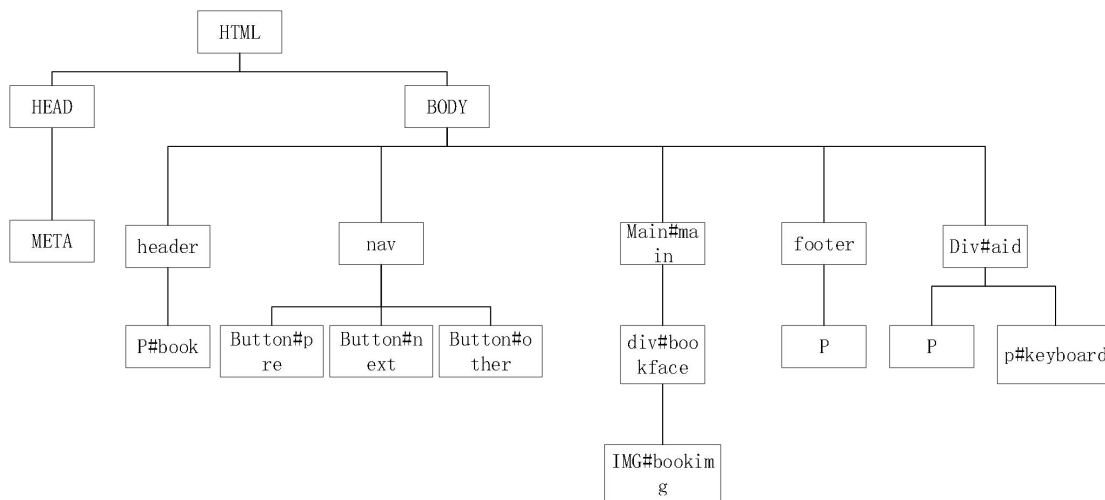 HTML
HEAD
BODY
META
header
nav
Main#ma
in
footer
Div#aid
P#book
Button#p
re
Button#n
ext
Button#o
ther
div#boo
kface
P
P
p#keyboard
IMG#bookim
g